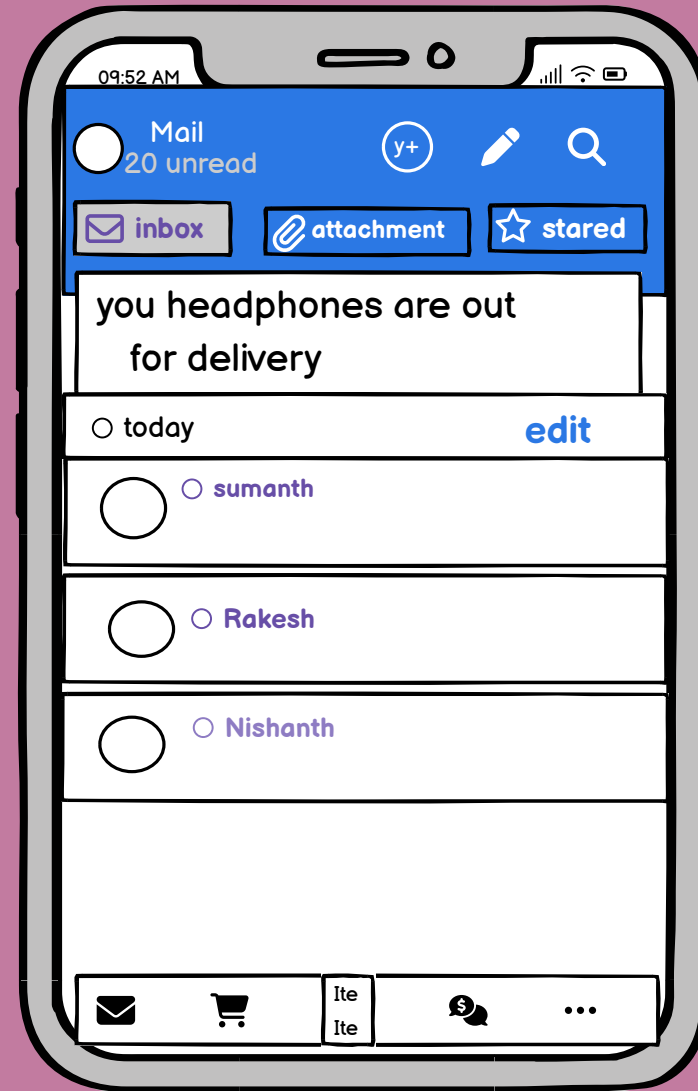 09:52 AM
Mail
20 unread
y+
inbox
attachment
stared
you headphones are out
for delivery
today
edit
sumanth
Rakesh
Nishanth
Ite
$
Ite